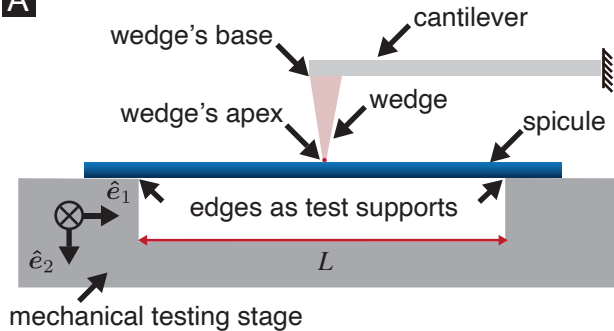 A
cantilever
wedge's base
wedge's apex
wedge
spicule
ê₁
edges as test supports
ê₂
L
mechanical testing stage